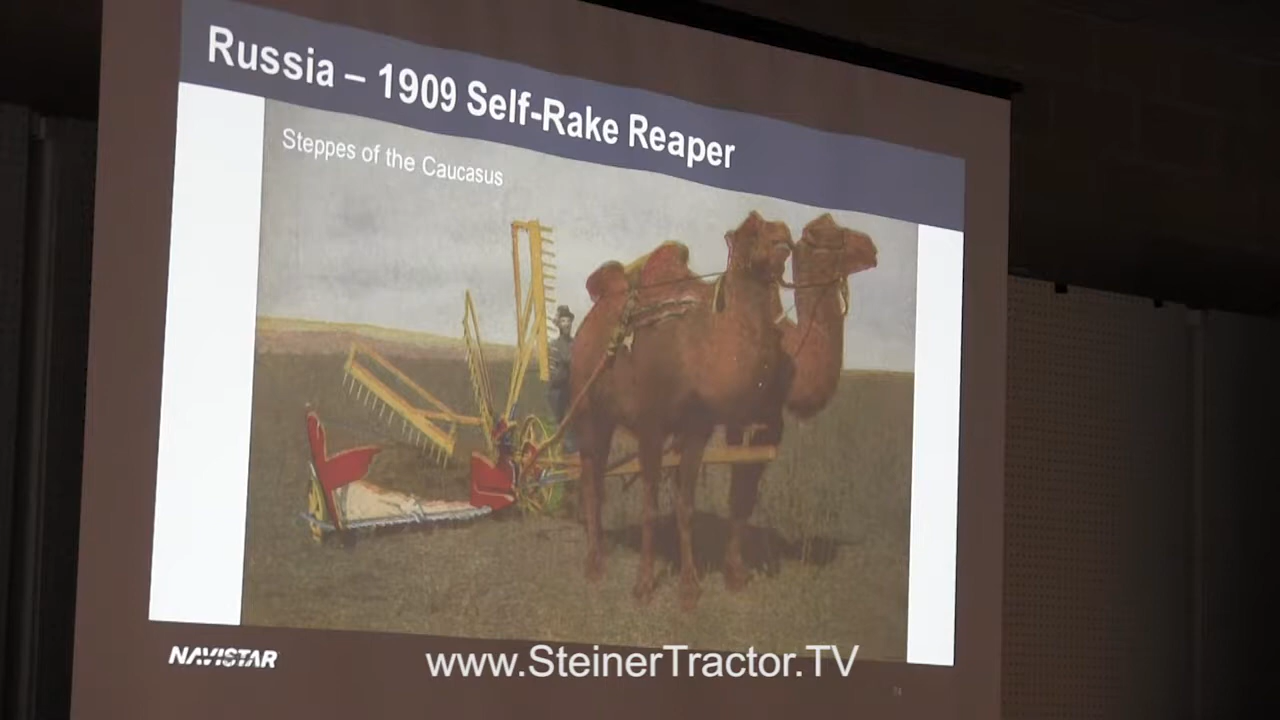 Russia – 1909 Self-Rake Reaper
Steppes of the Caucasus
NAVISTAR
www.SteinerTractor.TV